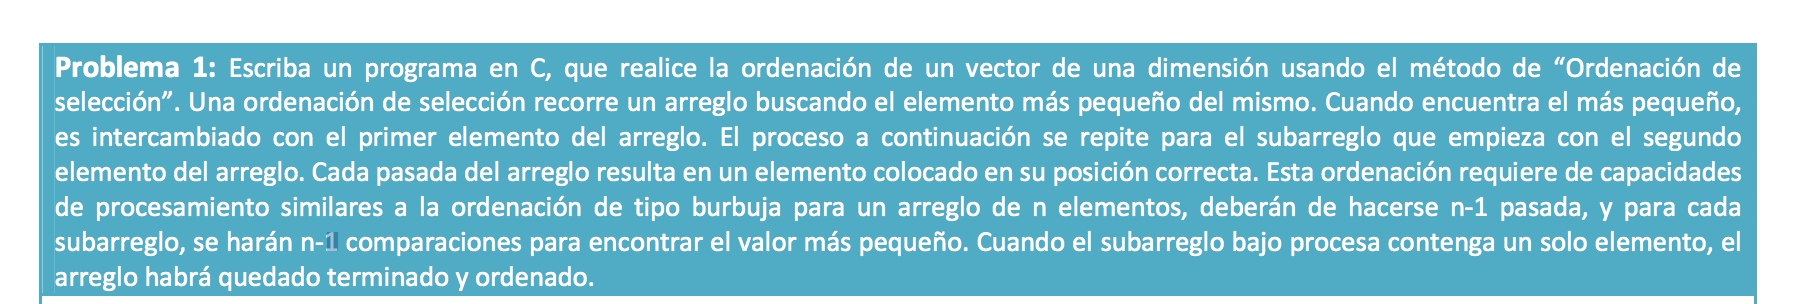 Problema 1: Escriba un programa en C, que realice la ordenación de un vector de una dimensión usando el método de “Ordenación de
selección”. Una ordenación de selección recorre un arreglo buscando el elemento más pequeño del mismo. Cuando encuentra el más pequeño,
es intercambiado con el primer elemento del arreglo. El proceso a continuación se repite para el subarreglo que empieza con el segundo
elemento del arreglo. Cada pasada del arreglo resulta en un elemento colocado en su posición correcta. Esta ordenación requiere de capacidades
de procesamiento similares a la ordenación de tipo burbuja para un arreglo de n elementos, deberán de hacerse n-1 pasada, y para cada
subarreglo, se harán n-1 comparaciones para encontrar el valor más pequeño. Cuando el subarreglo bajo procesa contenga un solo elemento, el
arreglo habrá quedado terminado y ordenado.